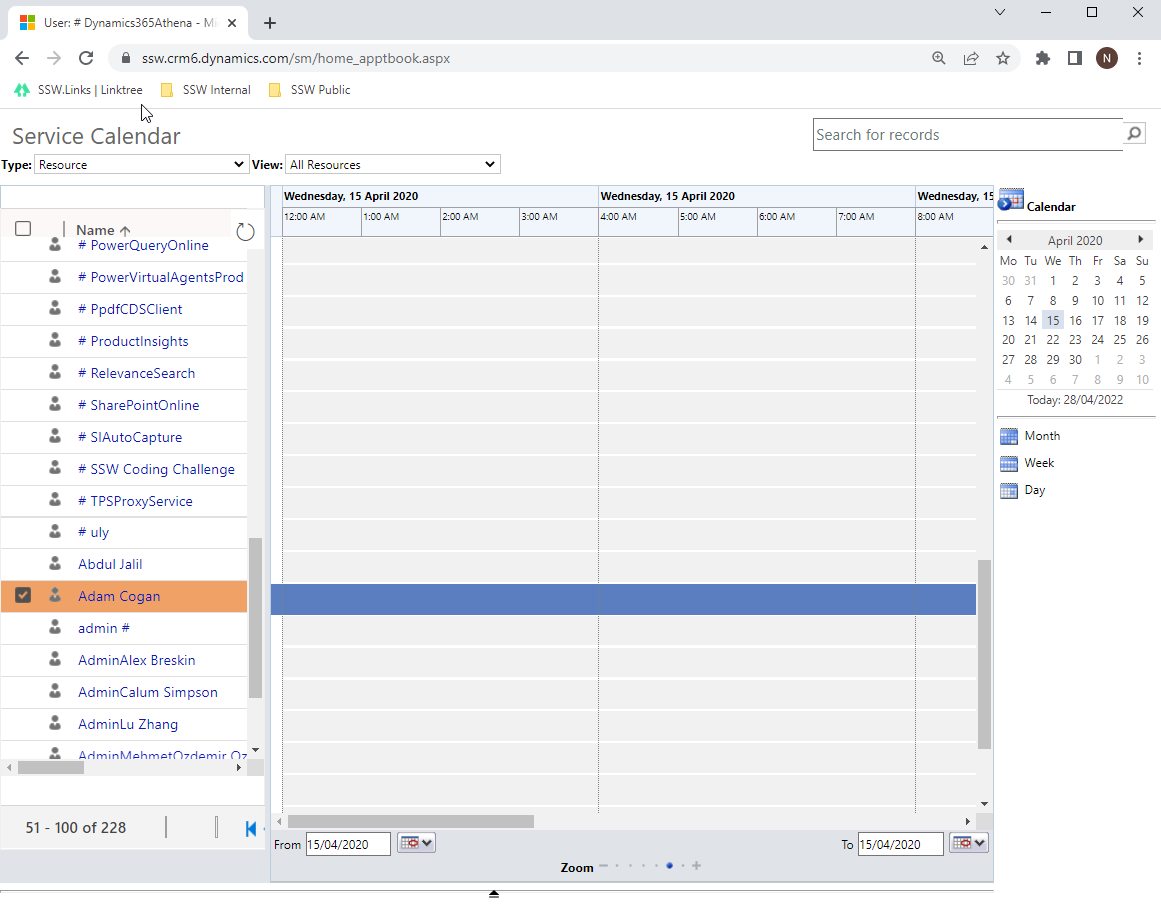 User: # Dynamics365Athena - Mi
ssw.crm6.dynamics.com/sm/home_apptbook.aspx
N
SSW.Links | Linktree
SSW Internal
SSW Public
Service Calendar
Search for records
Type: Resource
View: All Resources
Name
# PowerQueryOnline
# PowerVirtualAgentsProd
# PpdfCDSClient
# ProductInsights
# RelevanceSearch
# SharePointOnline
# SIAutoCapture
# SSW Coding Challenge
# TPSProxyService
# uly
Abdul Jalil
Adam Cogan
admin #
AdminAlex Breskin
AdminCalum Simpson
AdminLu Zhang
AdminMehmetOzdemir Oz
51 - 100 of 228
Wednesday, 15 April 2020 Wednesday, 15 April 2020 Wednesday, 15
12:00 AM 1:00 AM 2:00 AM 3:00 AM 4:00 AM 5:00 AM 6:00 AM 7:00 AM 8:00 AM
From 15/04/2020
To 15/04/2020
Zoom
Calendar
April 2020
Mo Tu We Th Fr Sa Su
30 31 1 2 3 4 5
6 7 8 9 10 11 12
13 14 15 16 17 18 19
20 21 22 23 24 25 26
27 28 29 30 1 2 3
4 5 6 7 8 9 10
Today: 28/04/2022
Month
Week
Day